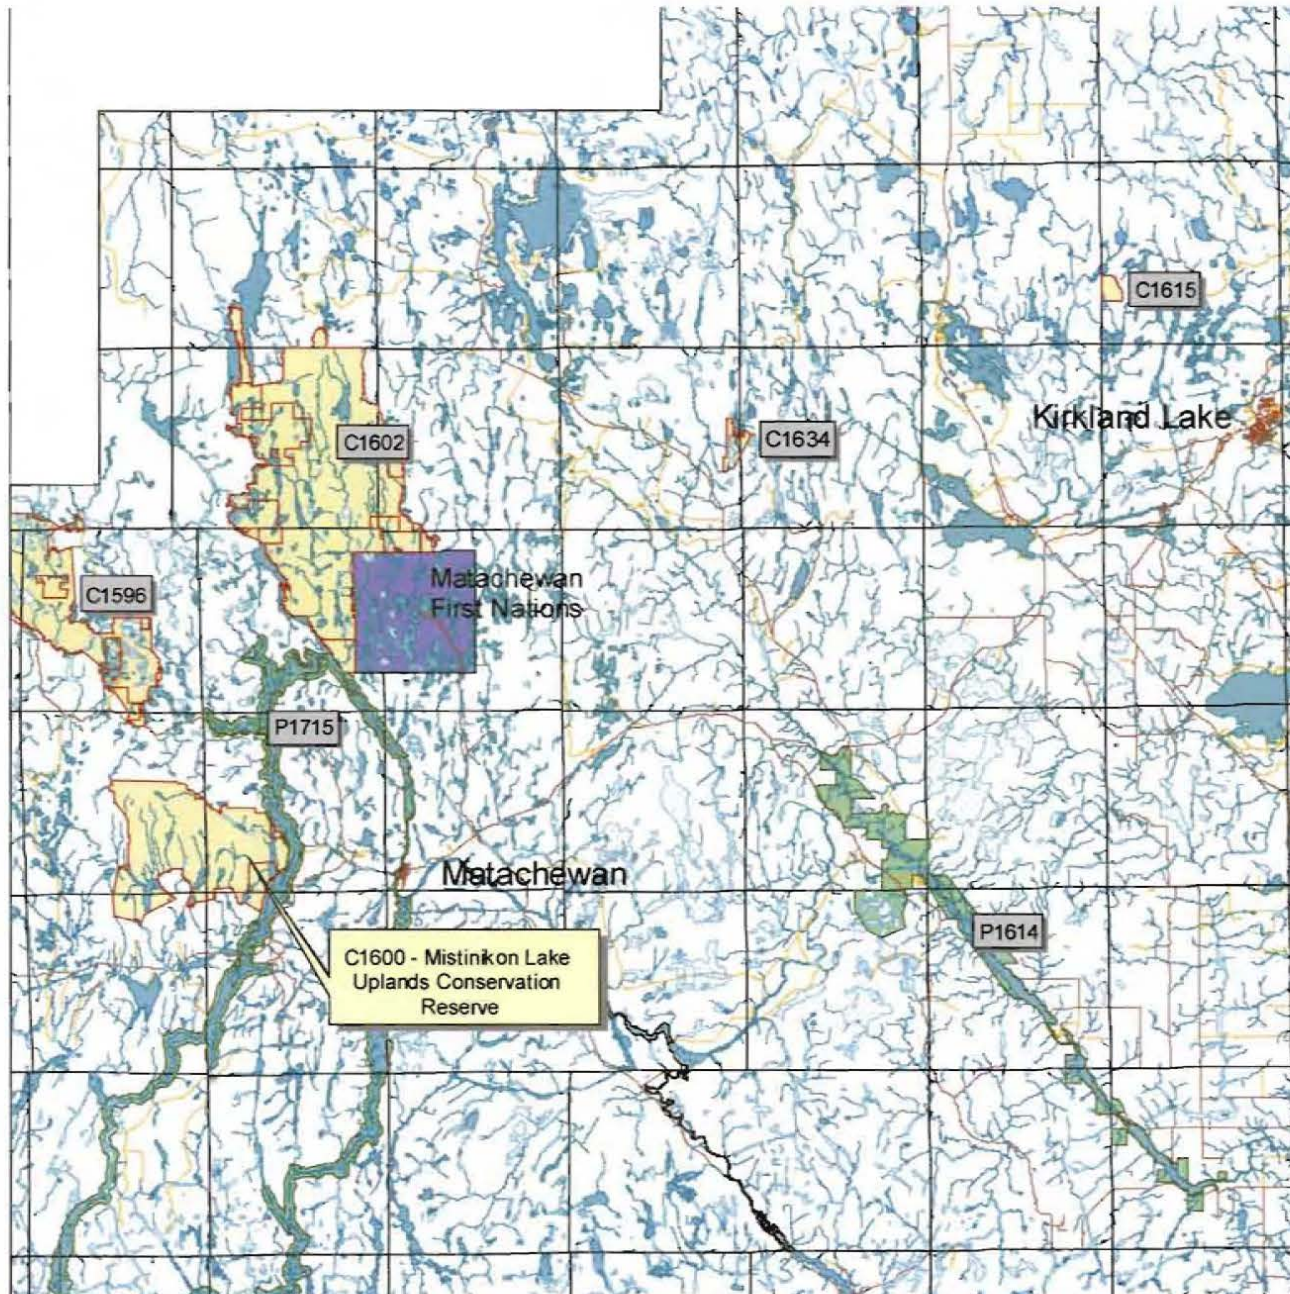 C1615
Kirkland Lake
C1602
C1634
Matachewan
First Nations
C1596
P1715
Matachewan
P1614
C1600 - Mistinikon Lake
Uplands Conservation
Reserve